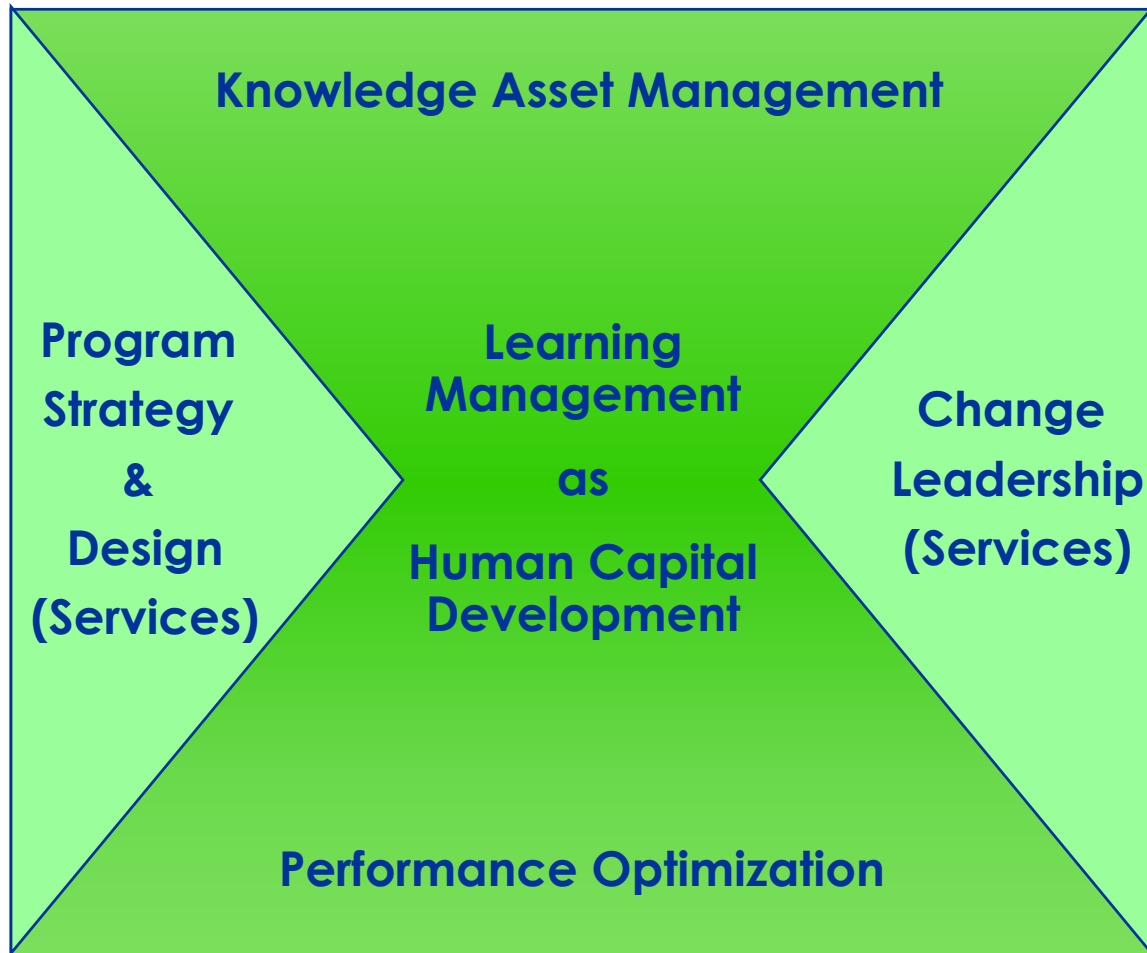 Knowledge Asset Management
Program
Strategy
&
Design
(Services)
Learning
Management
as
Human Capital
Development
Change
Leadership
(Services)
Performance Optimization